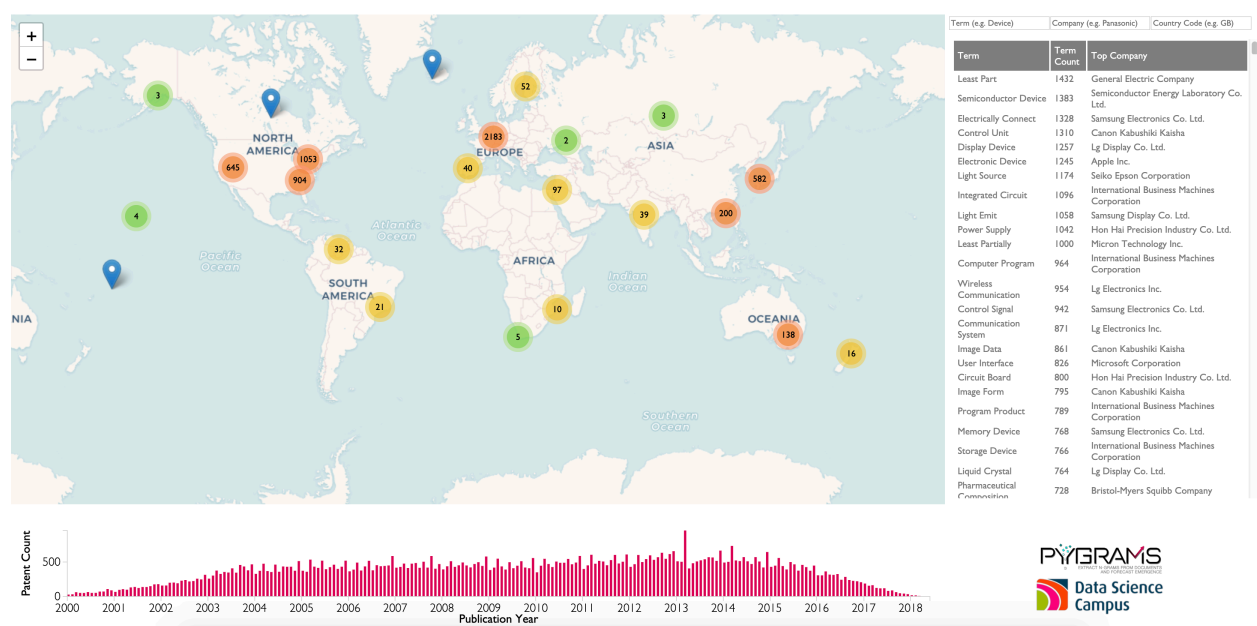 +
−
3
52
3
2183
2
NORTH
AMERICA
EUROPE
ASIA
1053
645
904
40
97
582
39
200
4
Atlantic
Ocean
32
Pacific
Ocean
AFRICA
Indian
Ocean
SOUTH
AMERICA
21
10
NIA
OCEANIA
5
138
16
Southern
Ocean
Term (e.g. Device) Company (e.g. Panasonic) Country Code (e.g. GB)
Term Term Count Top Company
Least Part 1432 General Electric Company
Semiconductor Device 1383 Semiconductor Energy Laboratory Co.
Ltd.
Electrically Connect 1328 Samsung Electronics Co. Ltd.
Control Unit 1310 Canon Kabushiki Kaisha
Display Device 1257 Lg Display Co. Ltd.
Electronic Device 1245 Apple Inc.
Light Source 1174 Seiko Epson Corporation
Integrated Circuit 1096 International Business Machines
Corporation
Light Emit 1058 Samsung Display Co. Ltd.
Power Supply 1042 Hon Hai Precision Industry Co. Ltd.
Least Partially 1000 Micron Technology Inc.
Computer Program 964 International Business Machines
Corporation
Wireless
Communication 954 Lg Electronics Inc.
Control Signal 942 Samsung Electronics Co. Ltd.
Communication
System 871 Lg Electronics Inc.
Image Data 861 Canon Kabushiki Kaisha
User Interface 826 Microsoft Corporation
Circuit Board 800 Hon Hai Precision Industry Co. Ltd.
Image Form 795 Canon Kabushiki Kaisha
Program Product 789 International Business Machines
Corporation
Memory Device 768 Samsung Electronics Co. Ltd.
Storage Device 766 International Business Machines
Corporation
Liquid Crystal 764 Lg Display Co. Ltd.
Pharmaceutical
Composition 728 Bristol-Myers Squibb Company
Patent Count
500
0
2000 2001 2002 2003 2004 2005 2006 2007 2008 2009 2010 2011 2012 2013 2014 2015 2016 2017 2018
Publication Year
PYGRAMS
EXTRACT N-GRAMS FROM DOCUMENTS
AND FORECAST EMERGENCE
Data Science
Campus